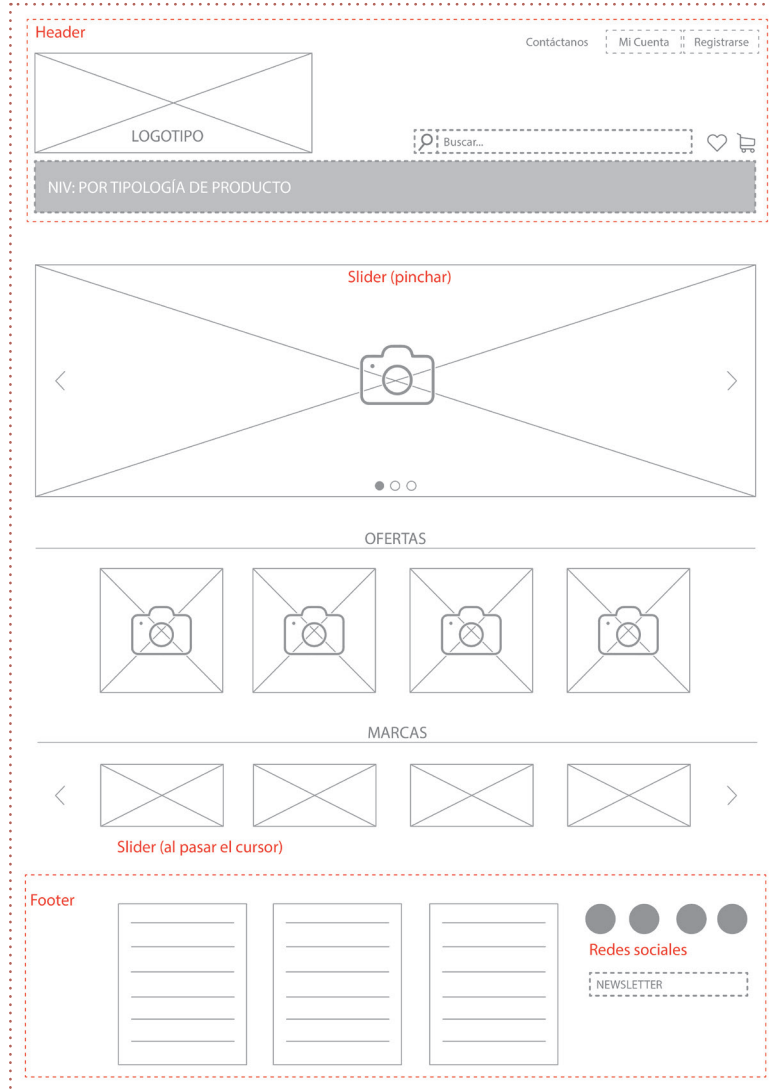 Header
Contáctanos
Mi Cuenta
Registrarse
LOGOTIPO
Buscar...
NIV: POR TIPOLOGÍA DE PRODUCTO
Slider (pinchar)
OFERTAS
MARCAS
Slider (al pasar el cursor)
Footer
Redes sociales
NEWSLETTER